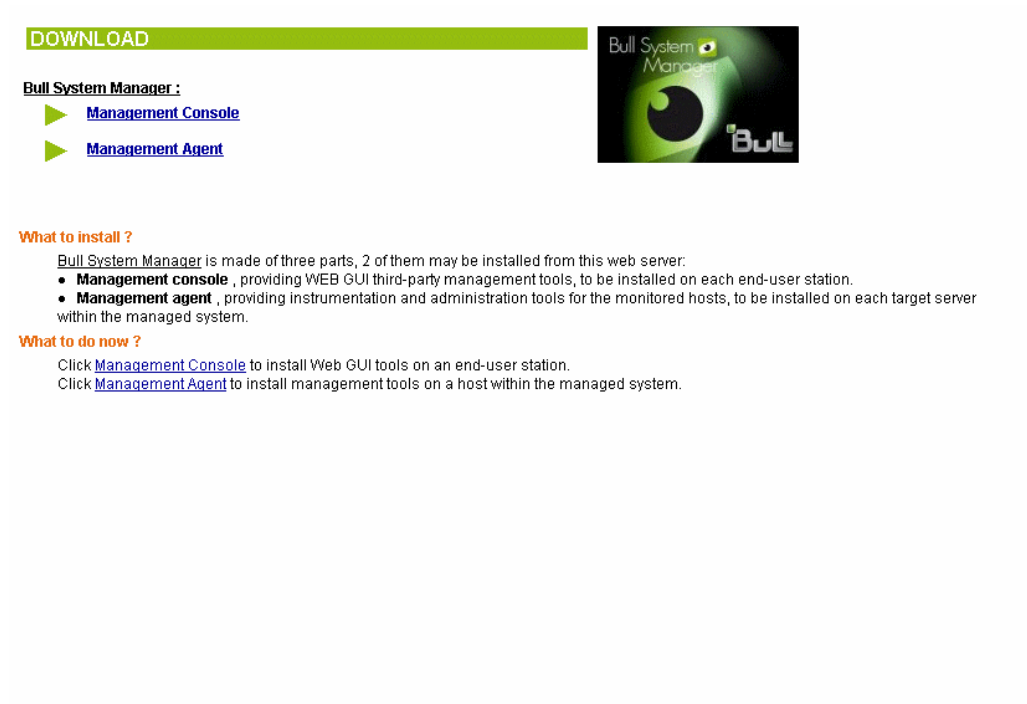 DOWNLOAD
Bull System Manager
Bull
Bull System Manager :
Management Console
Management Agent
What to install ?
Bull System Manager is made of three parts, 2 of them may be installed from this web server:
● Management console , providing WEB GUI third-party management tools, to be installed on each end-user station.
● Management agent , providing instrumentation and administration tools for the monitored hosts, to be installed on each target server
within the managed system.
What to do now ?
Click Management Console to install Web GUI tools on an end-user station.
Click Management Agent to install management tools on a host within the managed system.